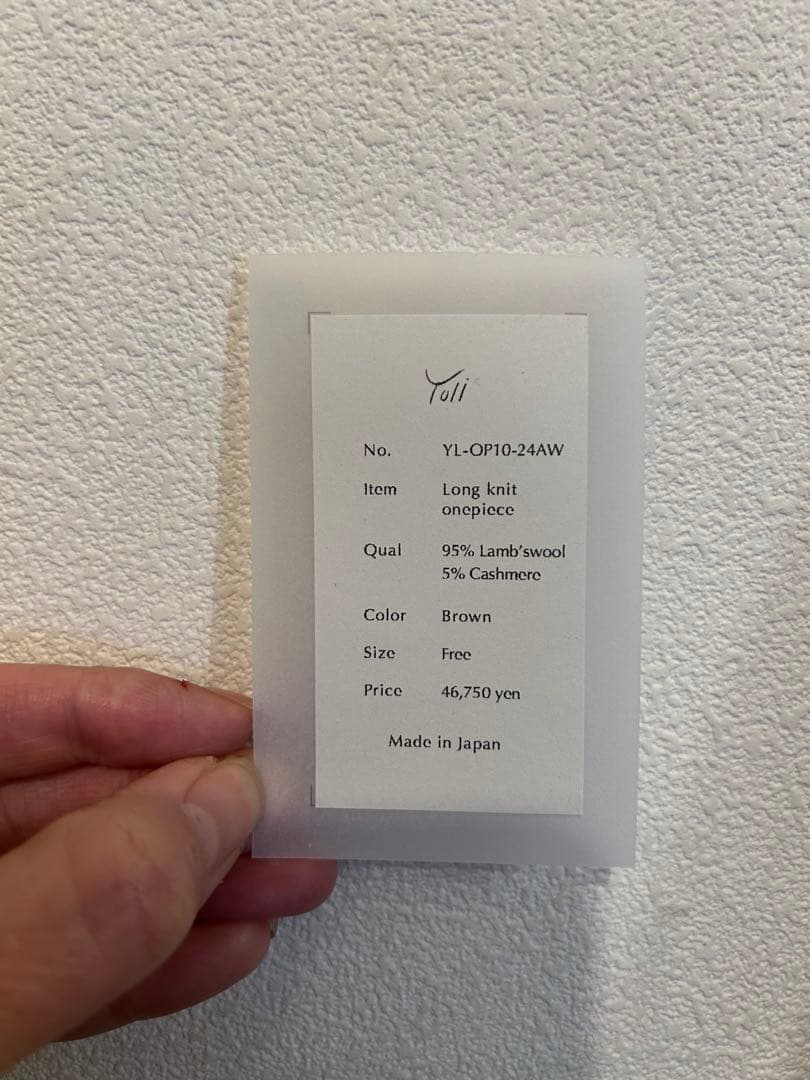 Yoli
No. YL-OP10-24AW
Item Long knit
onepiece
Qual 95% Lamb'swool
5% Cashmere
Color Brown
Size Free
Price 46,750 yen
Made in Japan